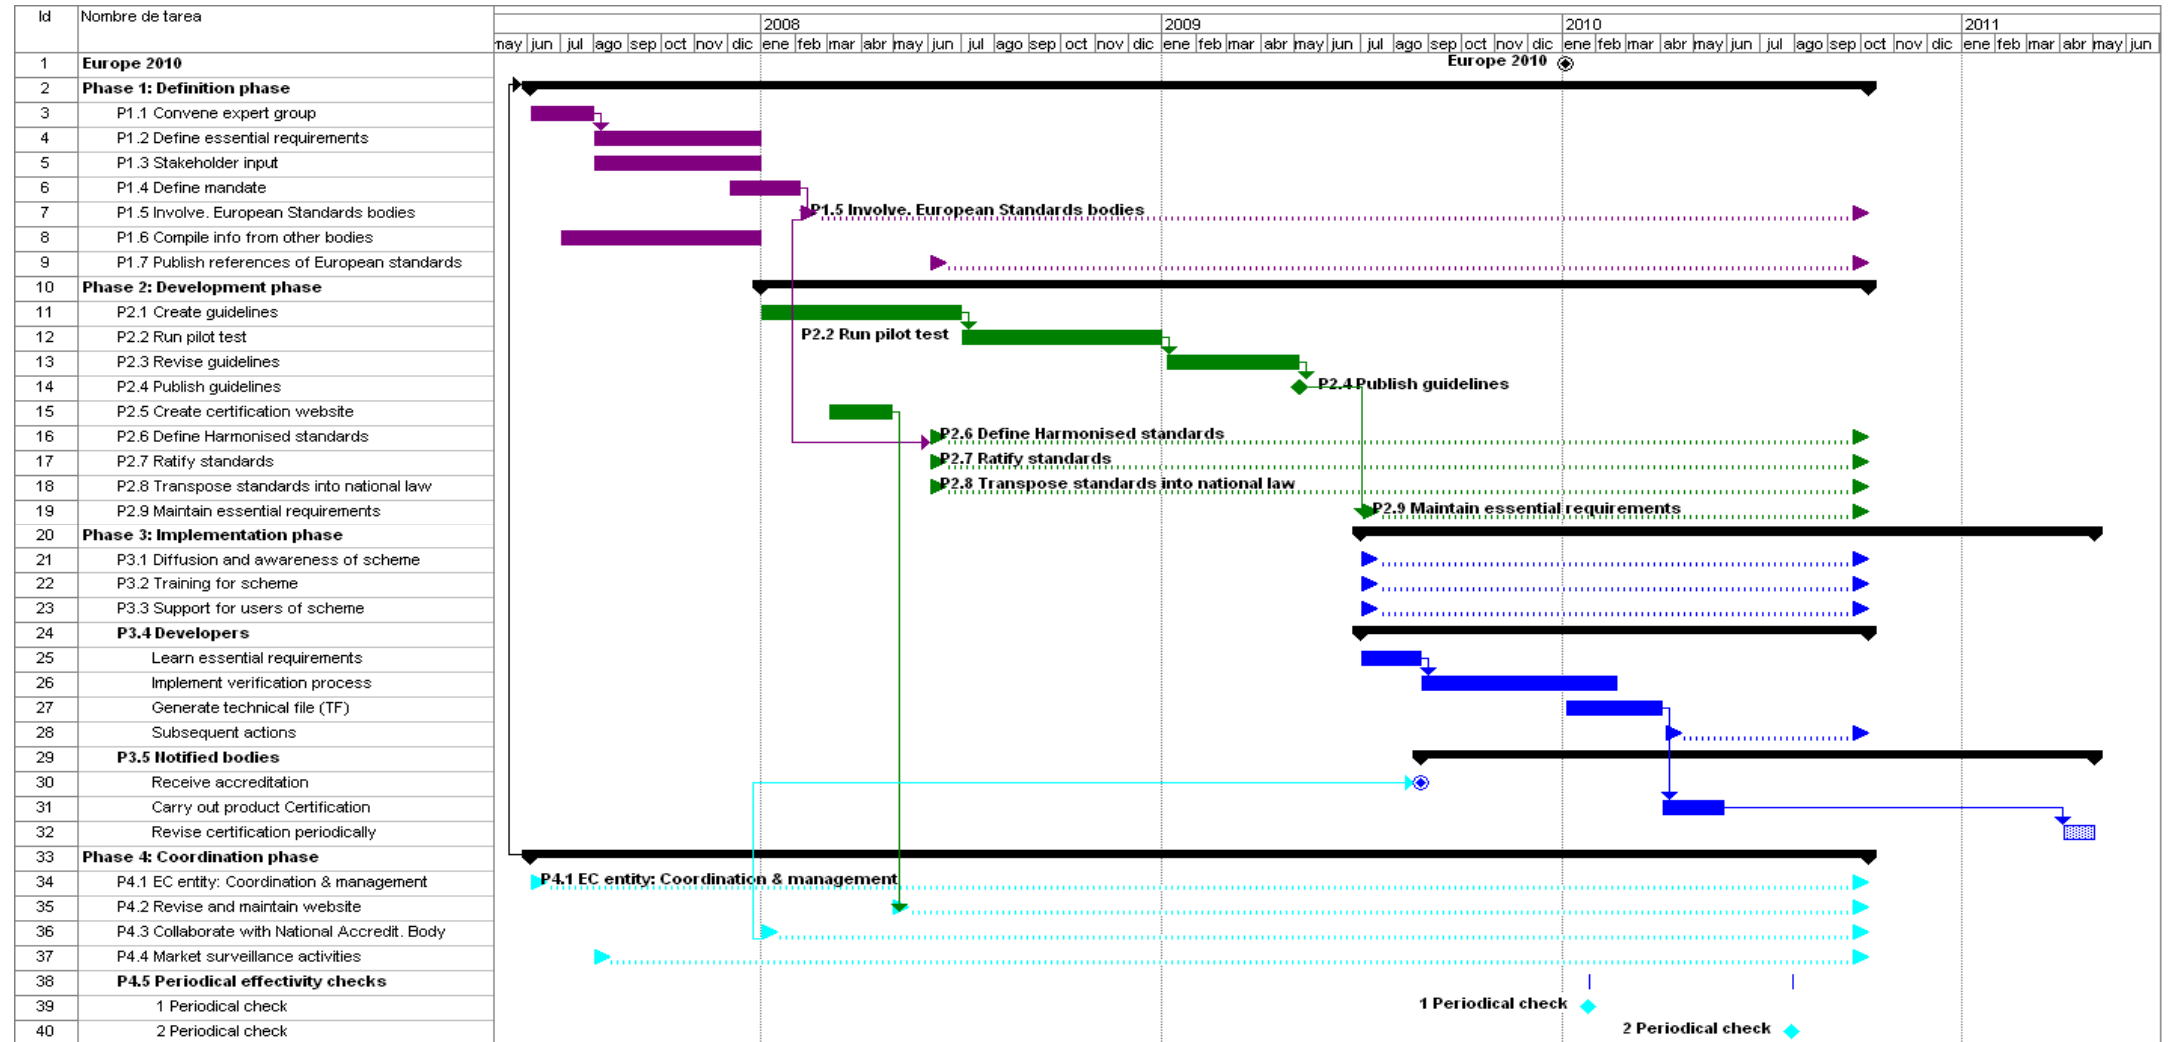 Id Nombre de tarea
2008 2009 2010 2011
may jun jul ago sep oct nov dic ene feb mar abr may jun jul ago sep oct nov dic ene feb mar abr may jun jul ago sep oct nov dic ene feb mar abr may jun jul ago sep oct nov dic ene feb mar abr may jun
1 Europe 2010 Europe 2010
2 Phase 1: Definition phase
3 P1.1 Convene expert group
4 P1.2 Define essential requirements
5 P1.3 Stakeholder input
6 P1.4 Define mandate
7 P1.5 Involve. European Standards bodies P1.5 Involve. European Standards bodies
8 P1.6 Compile info from other bodies
9 P1.7 Publish references of European standards
10 Phase 2: Development phase
11 P2.1 Create guidelines
12 P2.2 Run pilot test P2.2 Run pilot test
13 P2.3 Revise guidelines
14 P2.4 Publish guidelines P2.4 Publish guidelines
15 P2.5 Create certification website
16 P2.6 Define Harmonised standards P2.6 Define Harmonised standards
17 P2.7 Ratify standards P2.7 Ratify standards
18 P2.8 Transpose standards into national law P2.8 Transpose standards into national law
19 P2.9 Maintain essential requirements P2.9 Maintain essential requirements
20 Phase 3: Implementation phase
21 P3.1 Diffusion and awareness of scheme
22 P3.2 Training for scheme
23 P3.3 Support for users of scheme
24 P3.4 Developers
25 Learn essential requirements
26 Implement verification process
27 Generate technical file (TF)
28 Subsequent actions
29 P3.5 Notified bodies
30 Receive accreditation
31 Carry out product Certification
32 Revise certification periodically
33 Phase 4: Coordination phase
34 P4.1 EC entity: Coordination & management P4.1 EC entity: Coordination & management
35 P4.2 Revise and maintain website
36 P4.3 Collaborate with National Accredit. Body
37 P4.4 Market surveillance activities
38 P4.5 Periodical effectivity checks
39 1 Periodical check 1 Periodical check
40 2 Periodical check 2 Periodical check